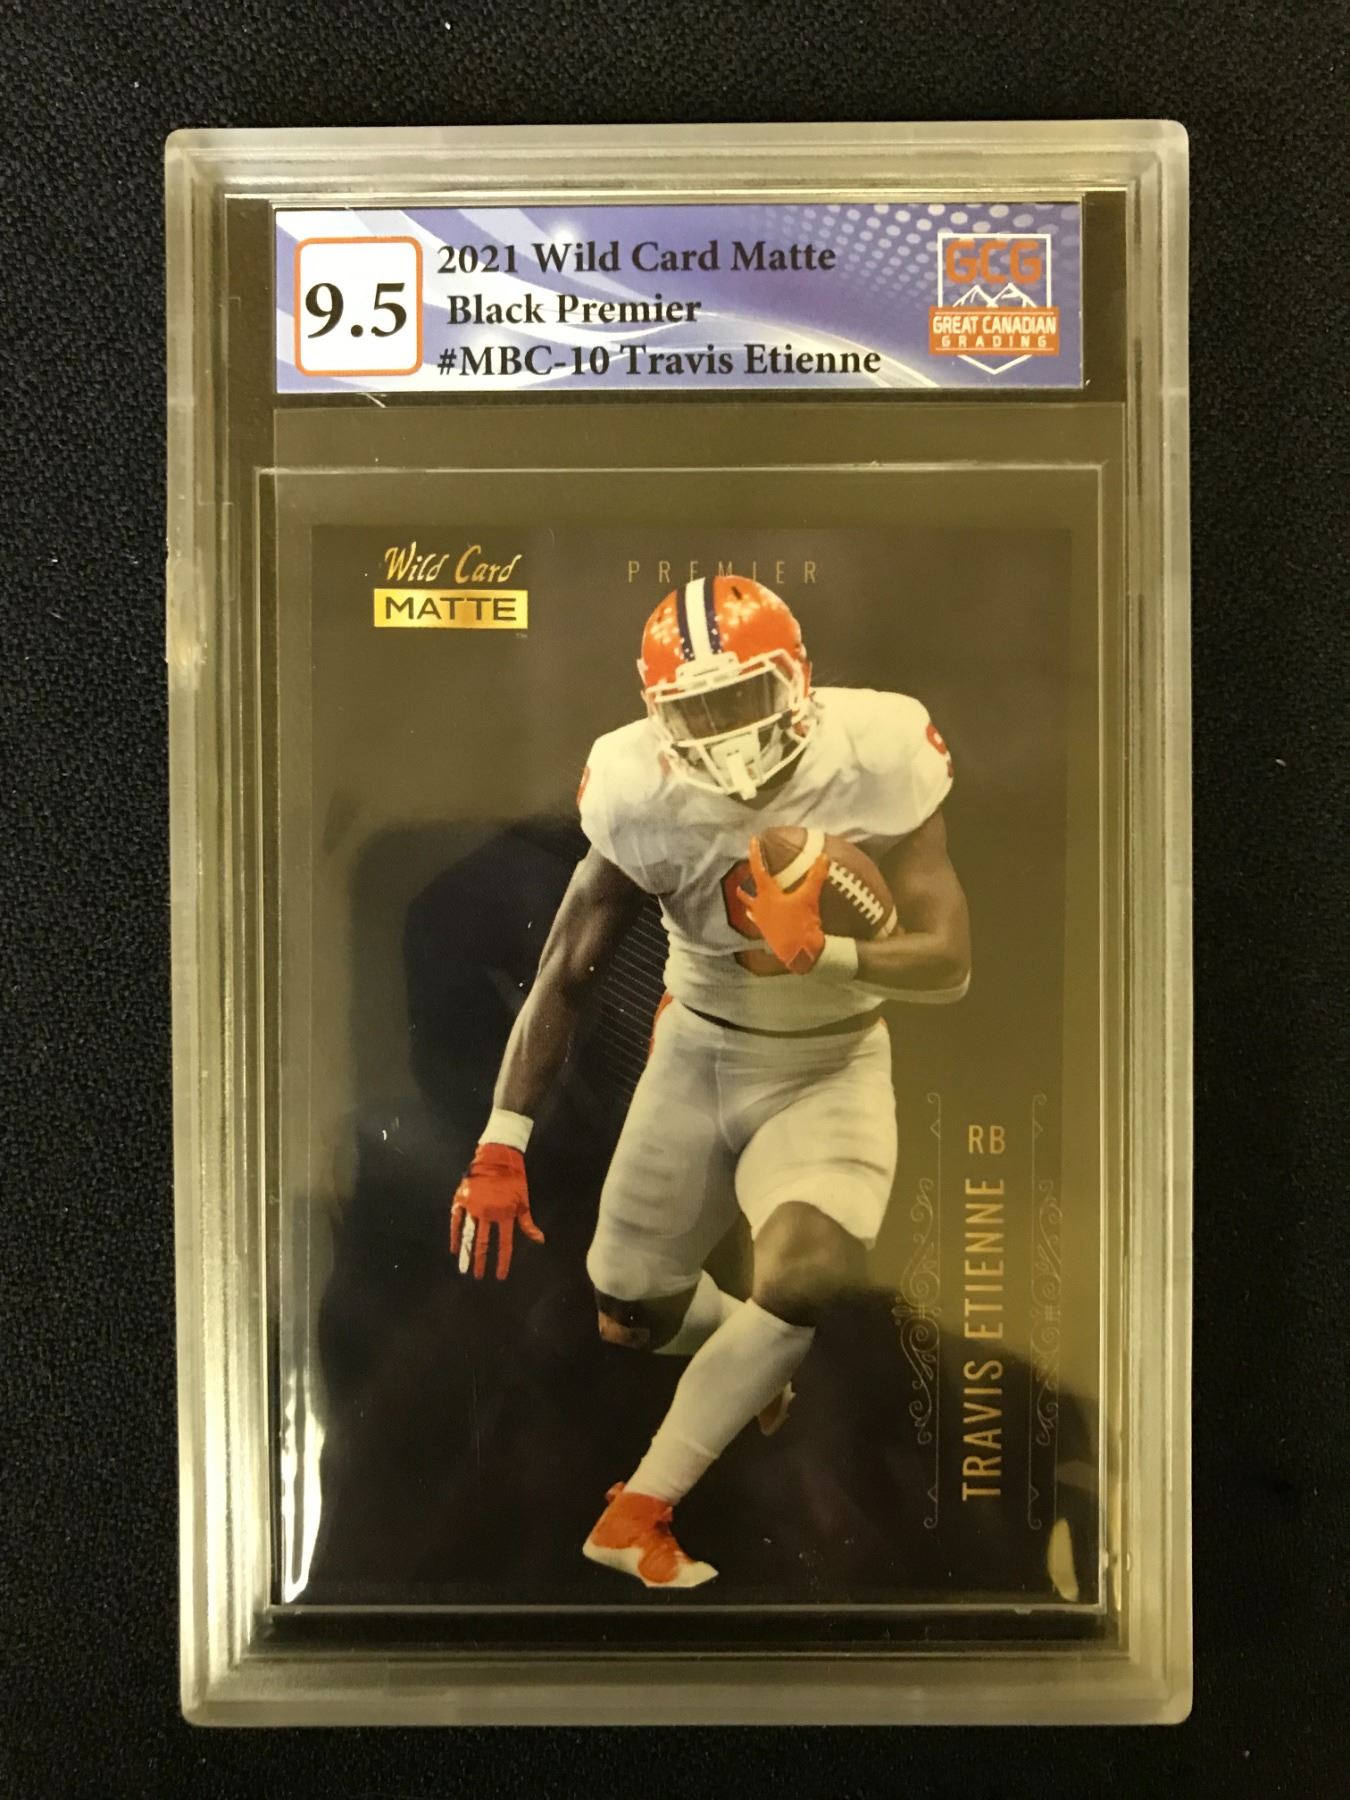 9.5
2021 Wild Card Matte
Black Premier
#MBC-10 Travis Etienne
GCG
GREAT CANADIAN
GRADING
Wild Card
MATTE
PREMIER
TRAVIS ETIENNE RB